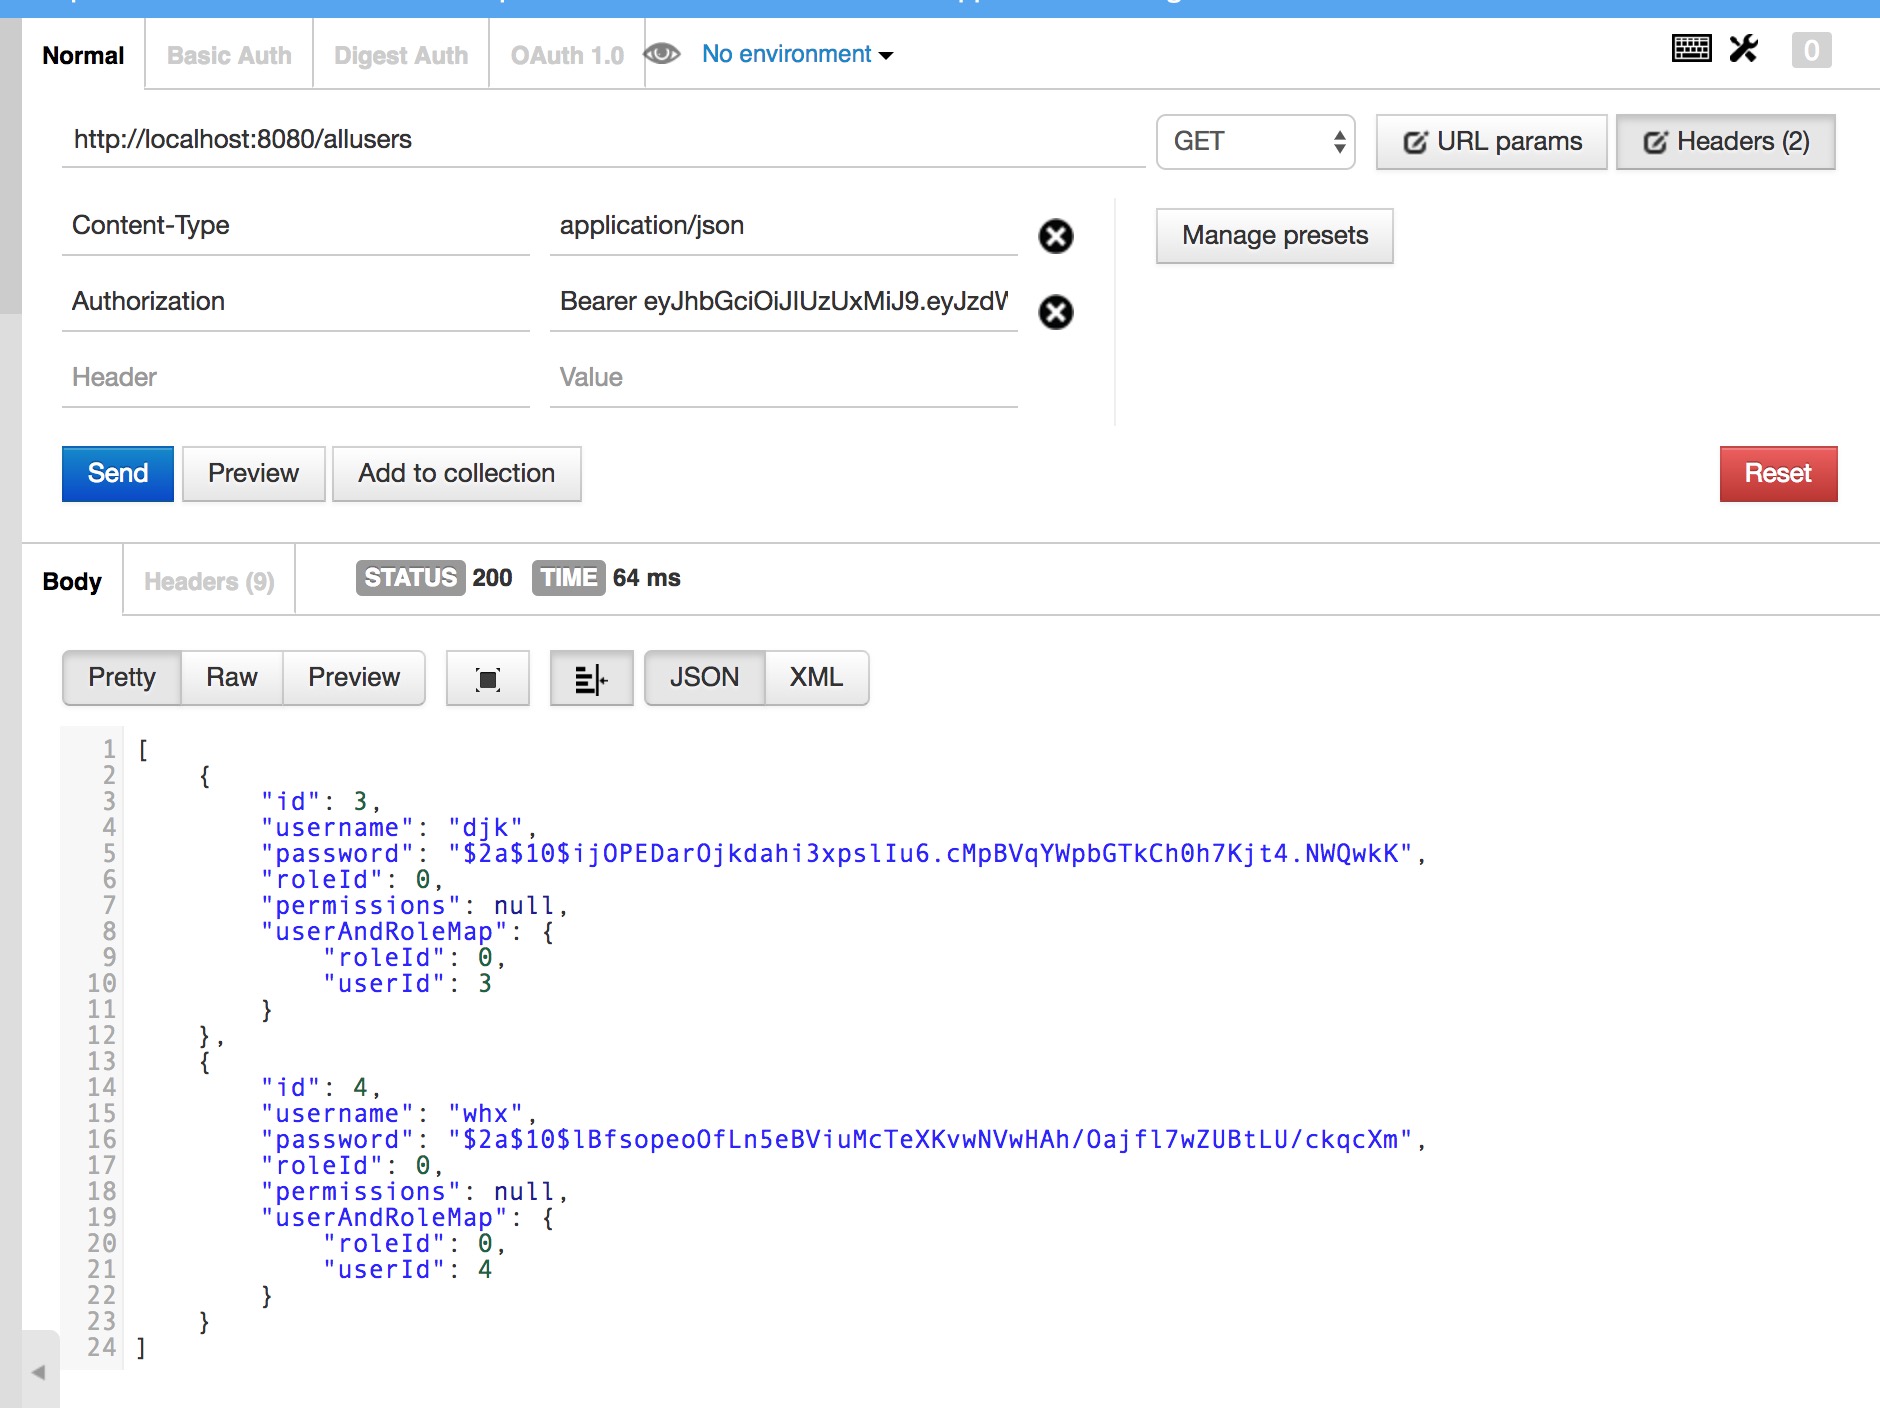 Normal Basic Auth Digest Auth OAuth 1.0 No environment 0
http://localhost:8080/allusers GET URL params Headers (2)
Content-Type application/json Manage presets
Authorization Bearer eyJhbGciOiJIUzUxMiJ9.eyJzdW
Header Value
Send Preview Add to collection Reset
Body Headers (9) STATUS 200 TIME 64 ms
Pretty Raw Preview JSON XML
1 [
2 {
3 "id": 3,
4 "username": "djk",
5 "password": "$2a$10$ijOPEDarOjkdahi3xpslIu6.cMpBVqYWpbGTkCh0h7Kjt4.NWQwkK",
6 "roleId": 0,
7 "permissions": null,
8 "userAndRoleMap": {
9 "roleId": 0,
10 "userId": 3
11 }
12 },
13 {
14 "id": 4,
15 "username": "whx",
16 "password": "$2a$10$lBfsopeoOfLn5eBViuMcTeXKvwNVwHAh/Oajfl7wZUBtLU/ckqcXm",
17 "roleId": 0,
18 "permissions": null,
19 "userAndRoleMap": {
20 "roleId": 0,
21 "userId": 4
22 }
23 }
24 ]